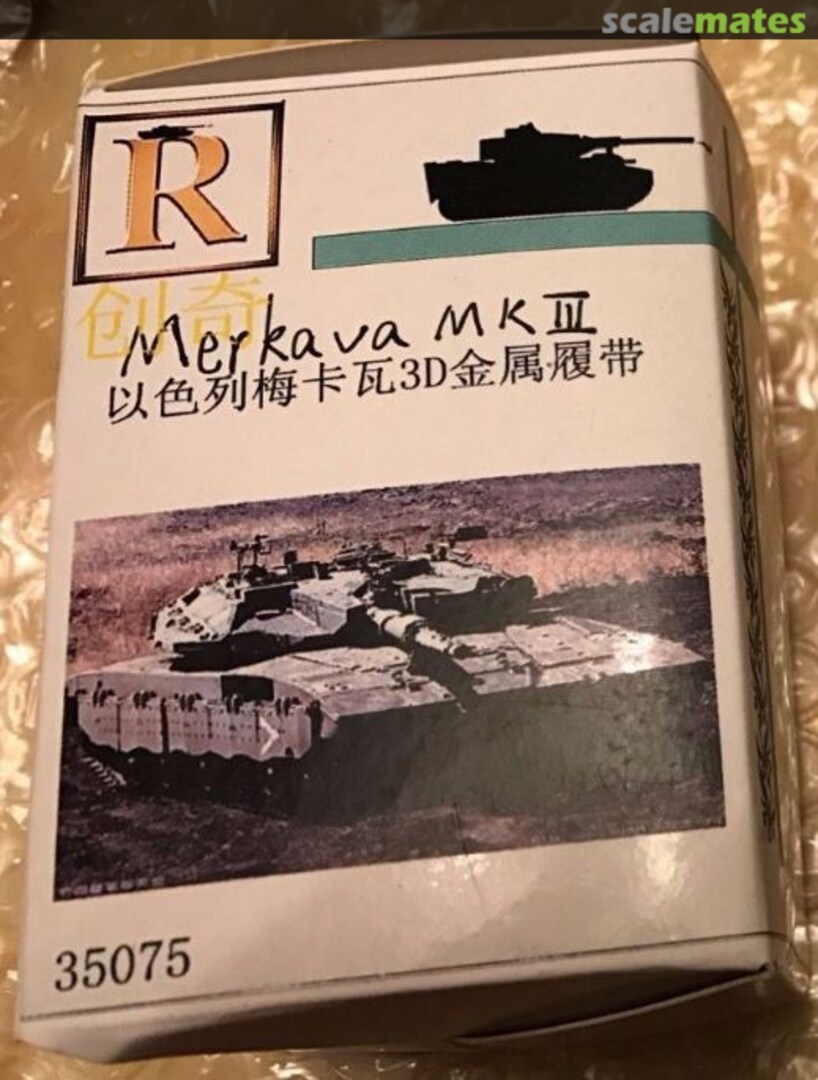 scalemates
R
创奇
Merkava MK III
以色列梅卡瓦3D金属履带
35075